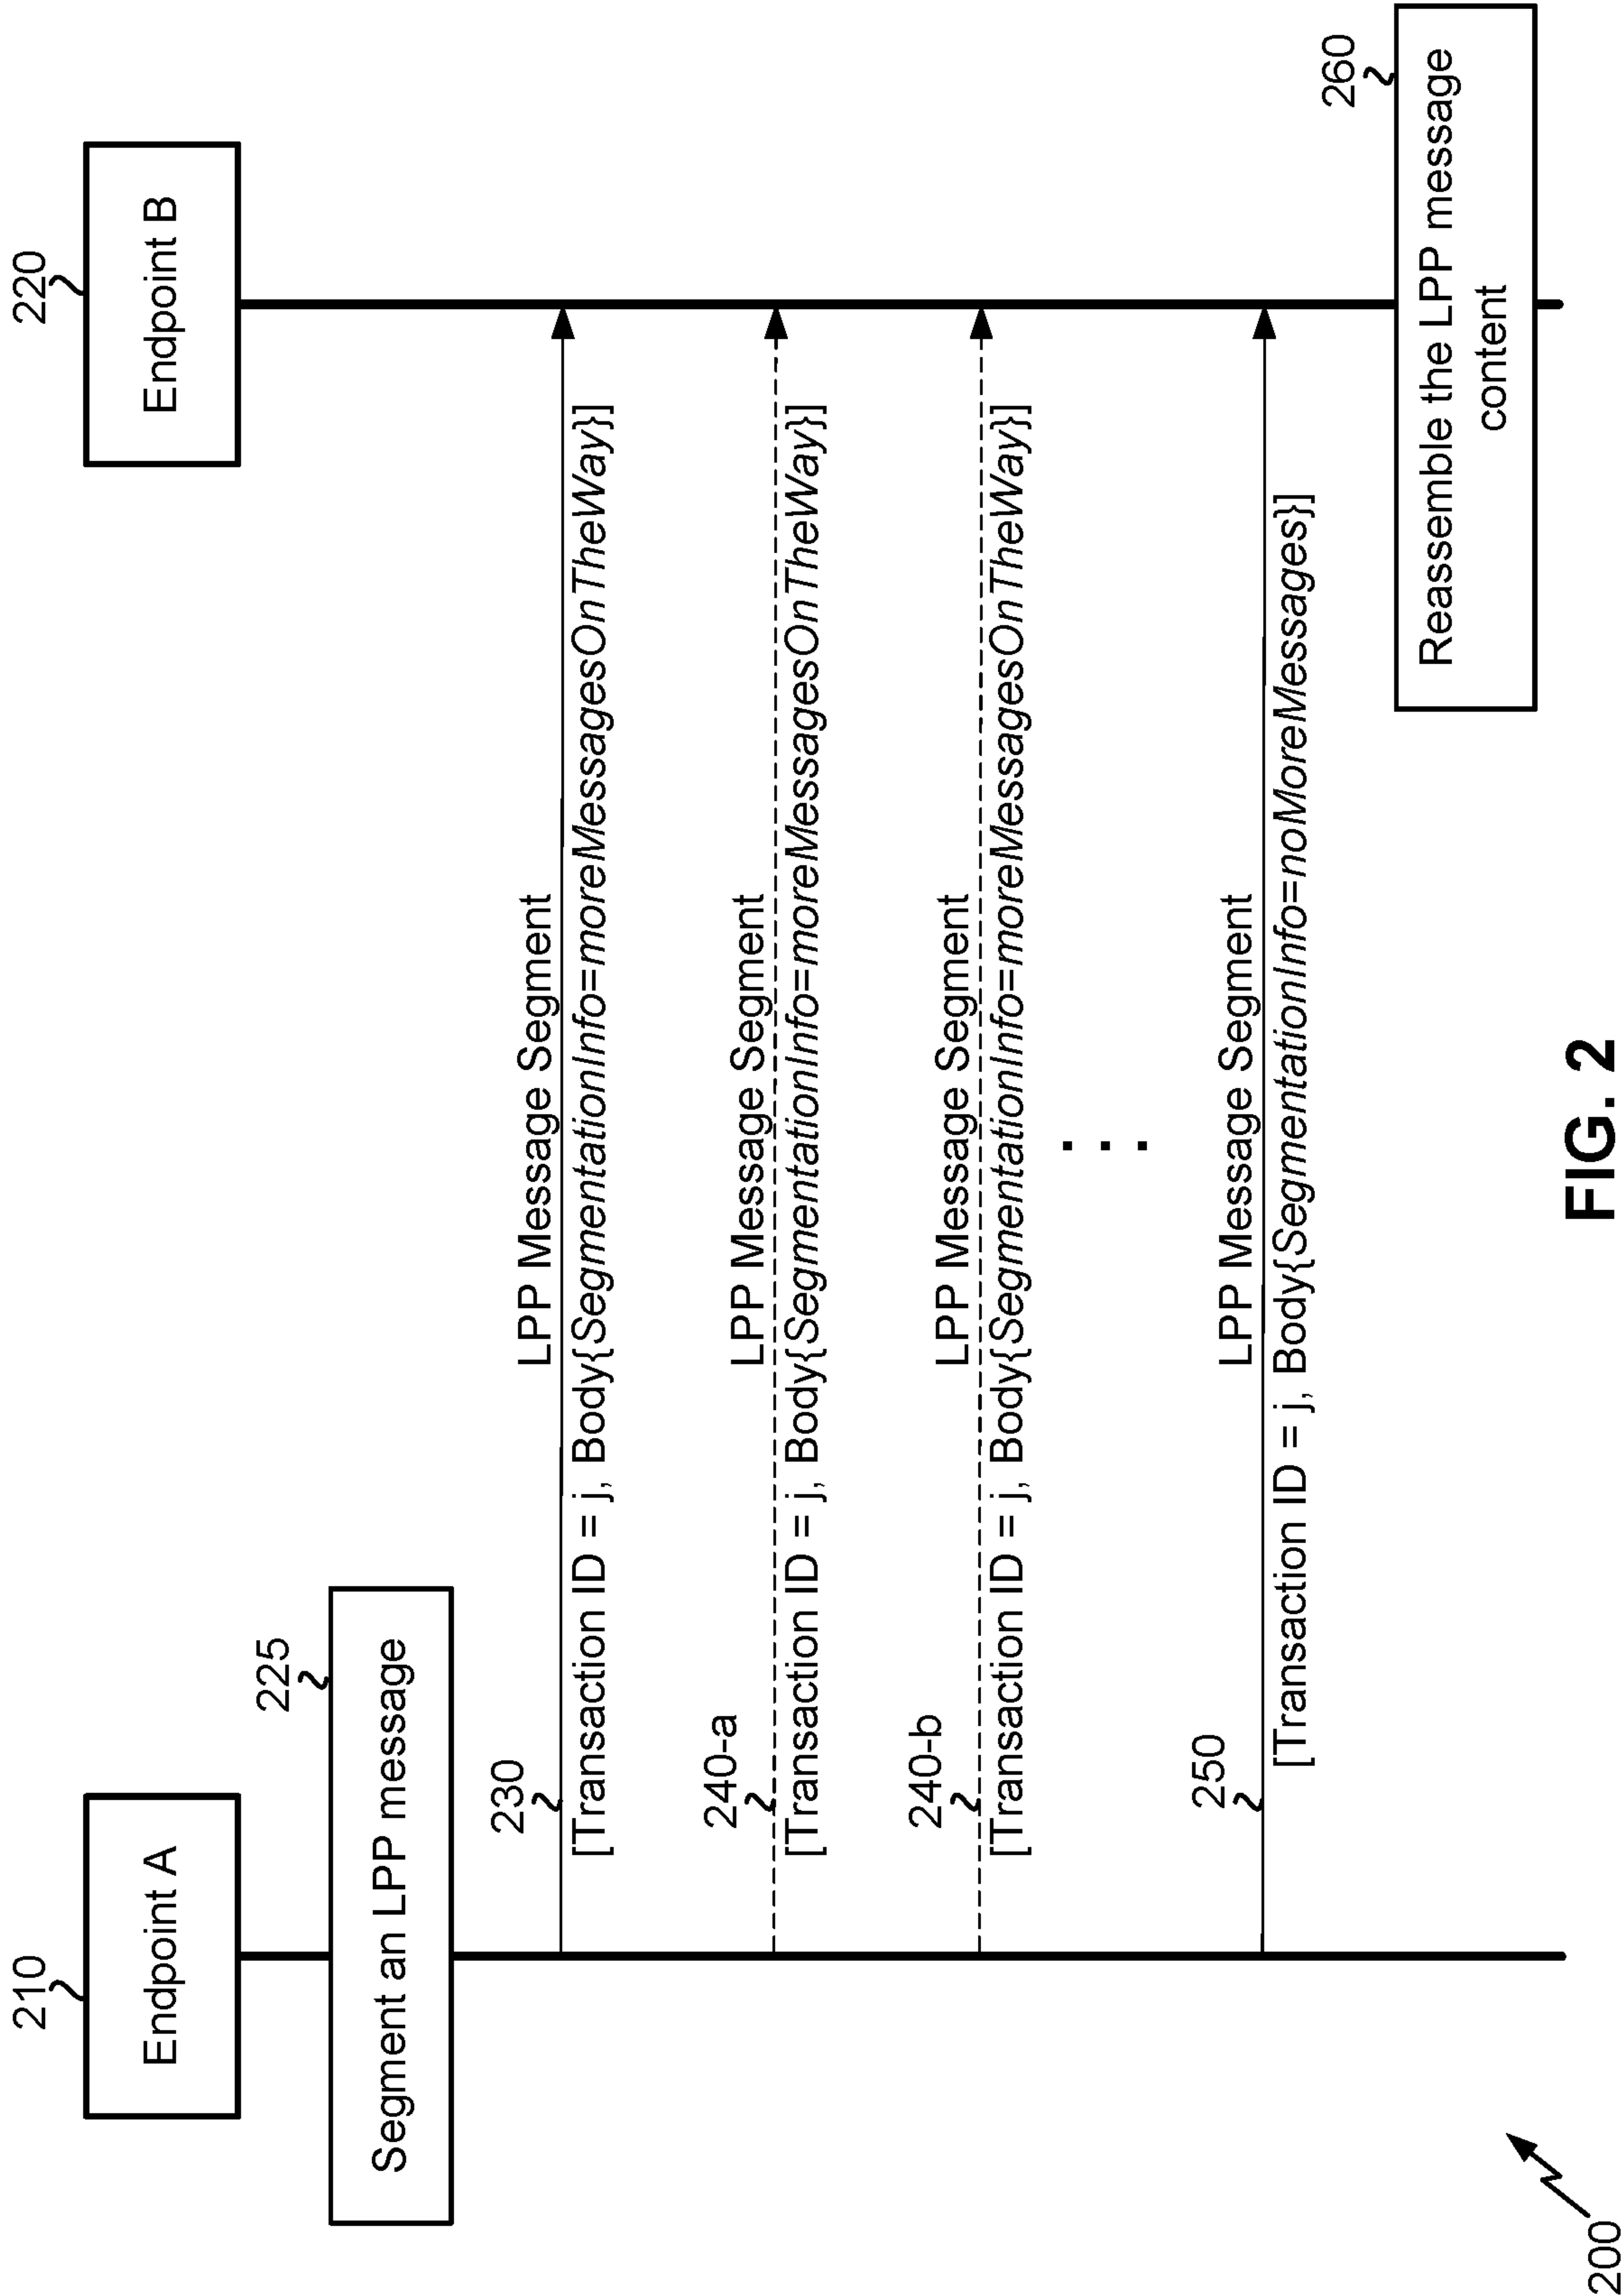 210
220
Endpoint A
Endpoint B
225
Segment an LPP message
230
LPP Message Segment
[Transaction ID = j, Body{SegmentationInfo=moreMessagesOnTheWay}]
240-a
LPP Message Segment
[Transaction ID = j, Body{SegmentationInfo=moreMessagesOnTheWay}]
240-b
LPP Message Segment
[Transaction ID = j, Body{SegmentationInfo=moreMessagesOnTheWay}]
. . .
250
LPP Message Segment
[Transaction ID = j, Body{SegmentationInfo=noMoreMessages}]
260
Reassemble the LPP message
content
200
FIG. 2